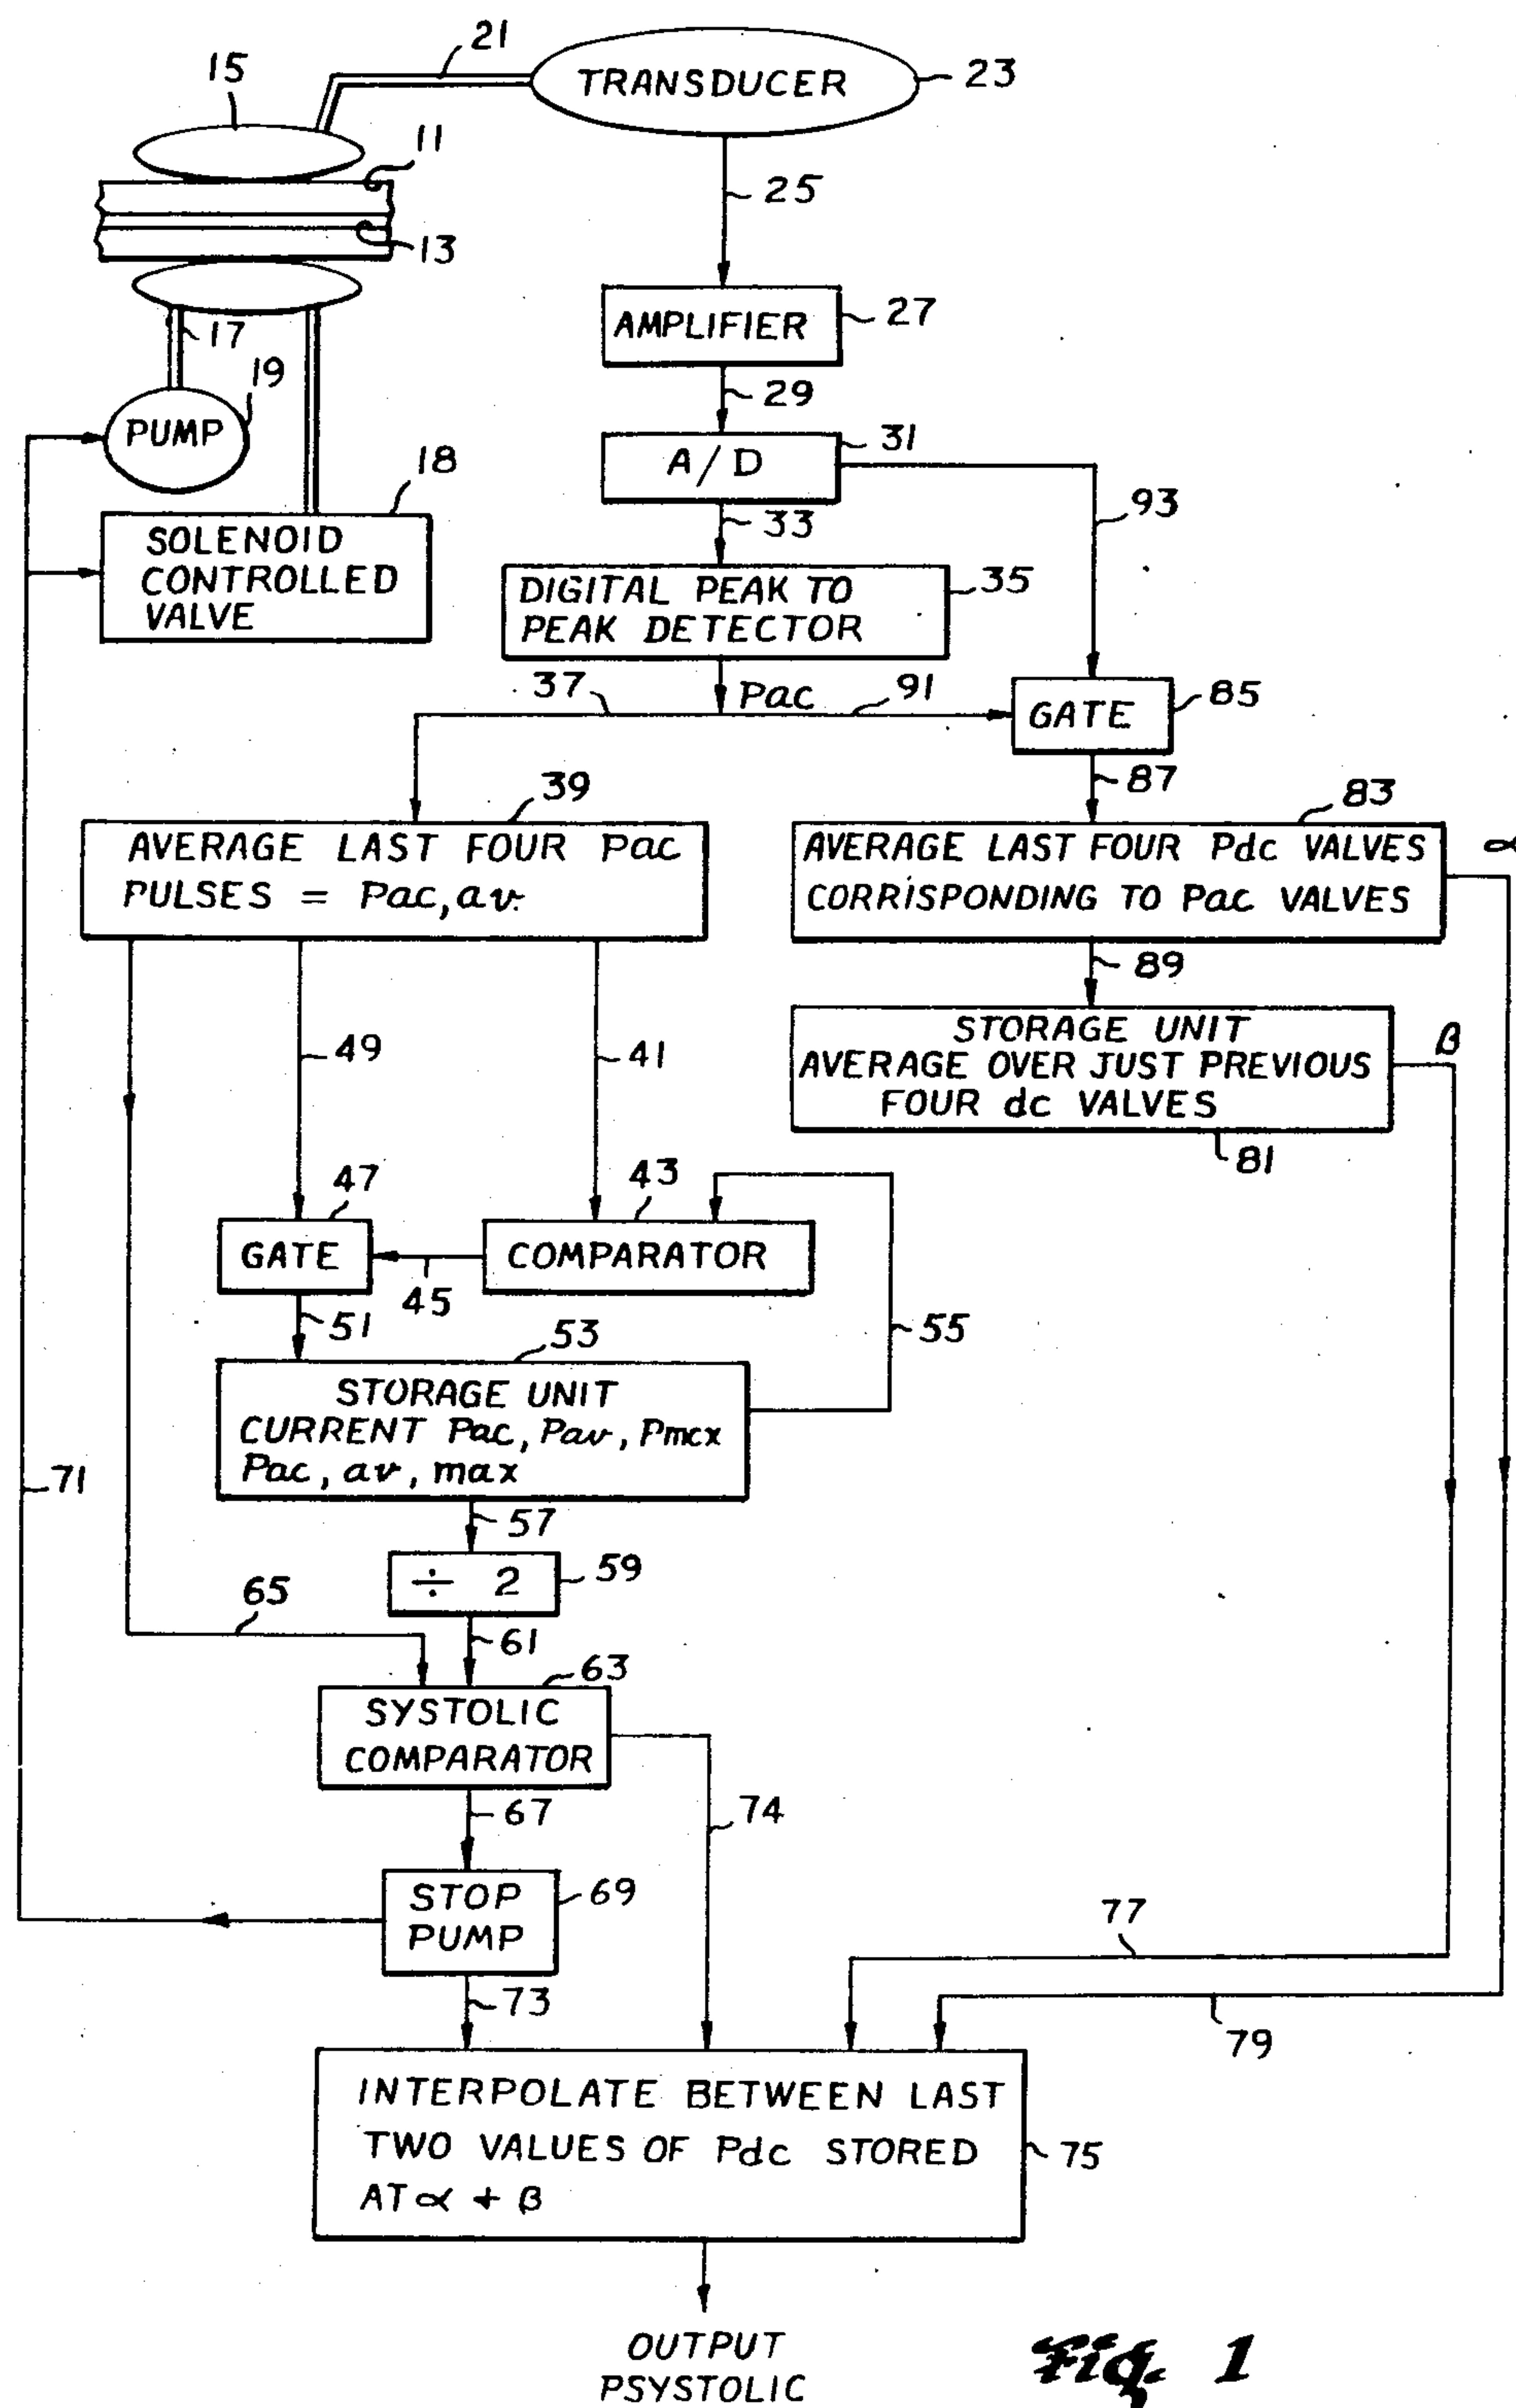 21
15
TRANSDUCER
23
11
25
13
17
AMPLIFIER
27
19
29
PUMP
31
A/D
18
93
33
SOLENOID
CONTROLLED
VALVE
DIGITAL PEAK TO
PEAK DETECTOR
35
37
Pac
91
GATE
85
87
39
83
AVERAGE LAST FOUR Pac
PULSES = Pac, av.
AVERAGE LAST FOUR Pdc VALVES
CORRISPONDING TO Pac VALVES
α
89
49
41
STORAGE UNIT
AVERAGE OVER JUST PREVIOUS
FOUR dc VALVES
β
81
47
43
GATE
COMPARATOR
45
51
55
53
STORAGE UNIT
CURRENT Pac, Pav, Pmcx
Pac, av, max
71
57
÷ 2
59
65
61
63
SYSTOLIC
COMPARATOR
67
74
STOP
PUMP
69
77
73
79
INTERPOLATE BETWEEN LAST
TWO VALUES OF Pdc STORED
AT α + β
75
OUTPUT
PSYSTOLIC
Fig. 1